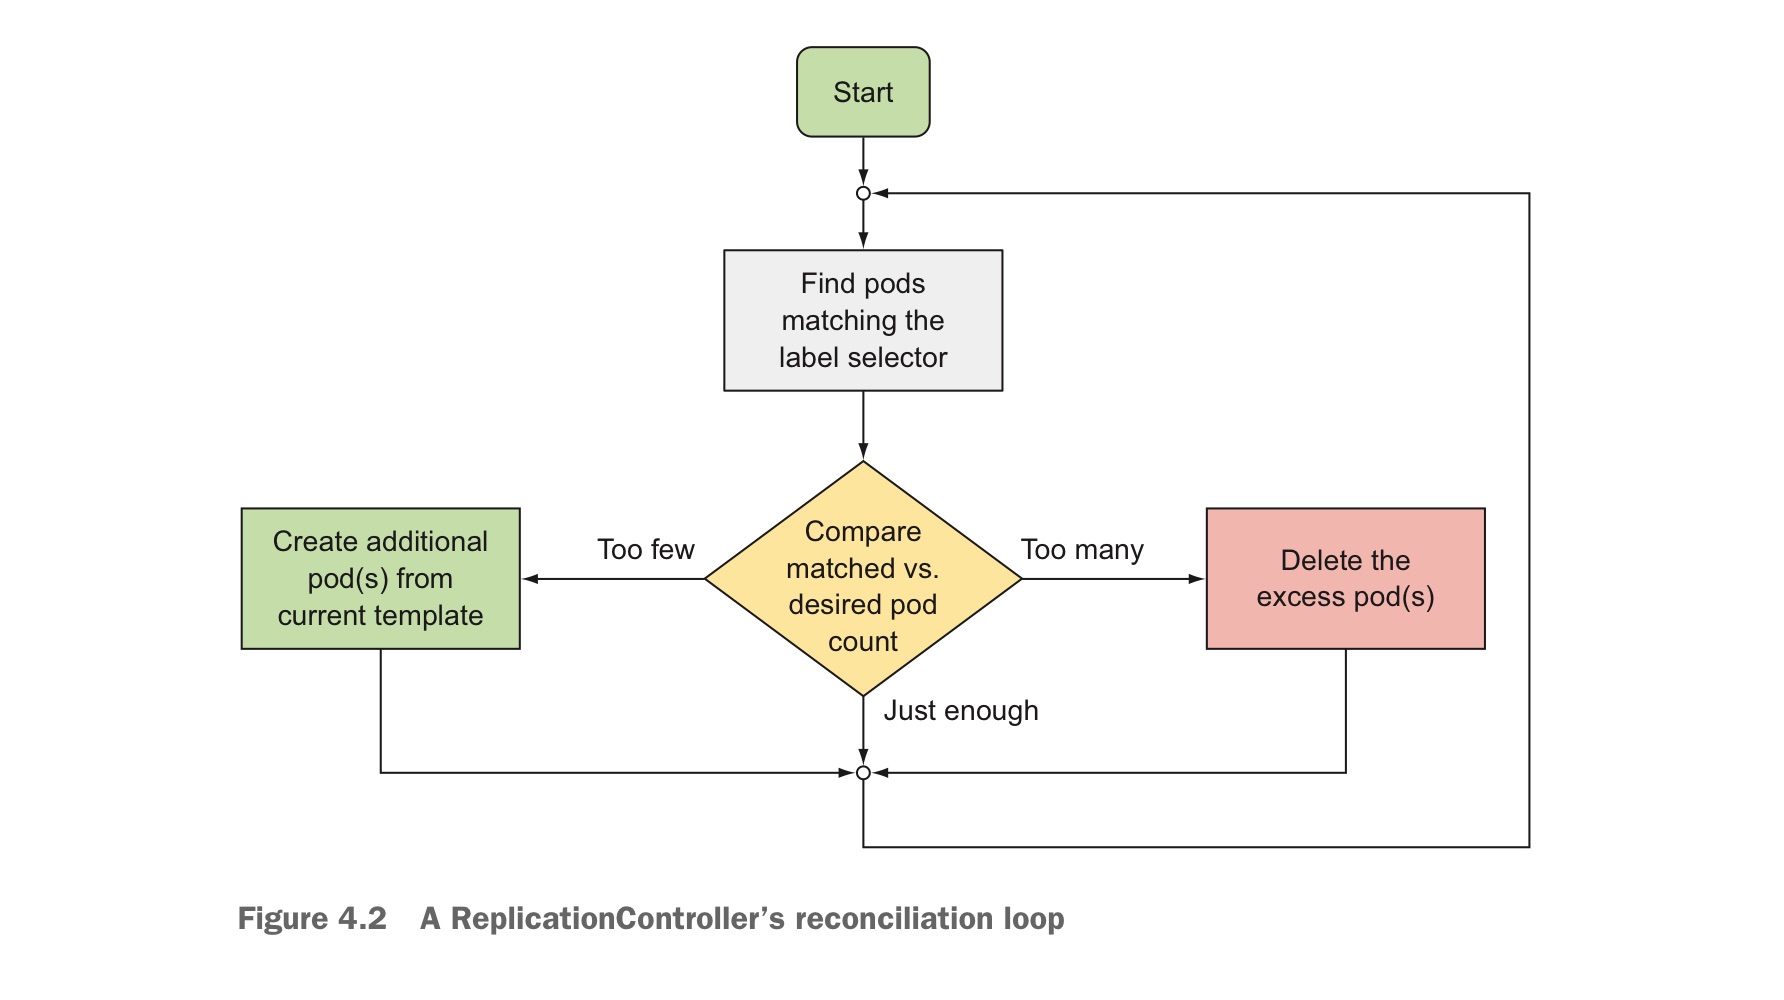 Start
Find pods
matching the
label selector
Compare
matched vs.
desired pod
count
Too few
Create additional
pod(s) from
current template
Too many
Delete the
excess pod(s)
Just enough
Figure 4.2 A ReplicationController’s reconciliation loop